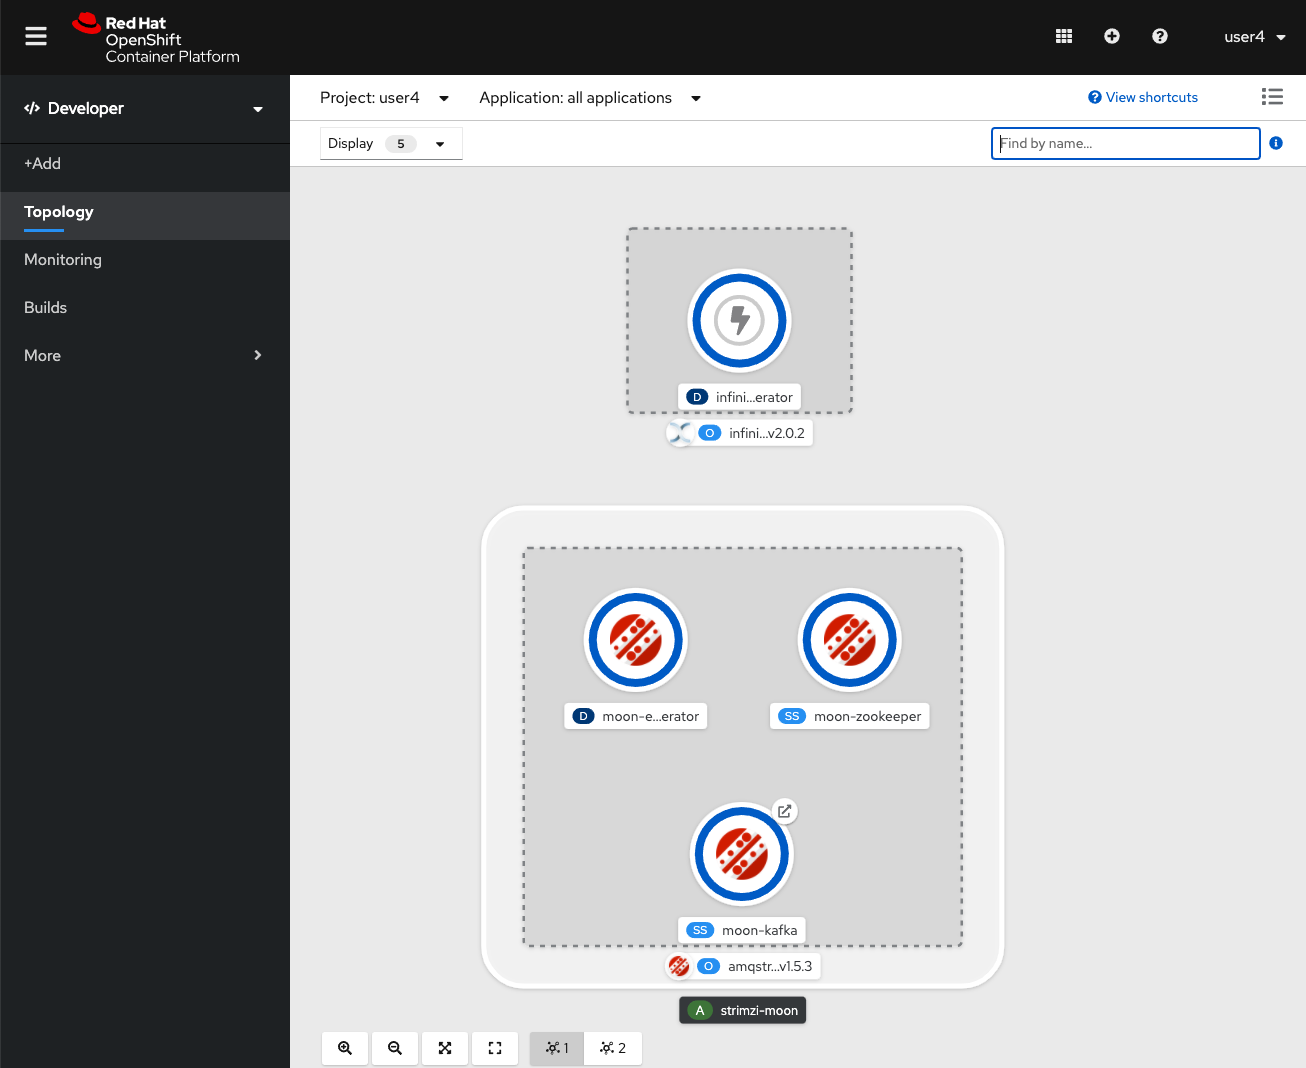 Red Hat
OpenShift
Container Platform
user4
Developer
+Add
Topology
Monitoring
Builds
More
Project: user4
Application: all applications
View shortcuts
Display 5
Find by name...
D infini...erator
O infini...v2.0.2
D moon-e...erator
SS moon-zookeeper
SS moon-kafka
O amqstr...v1.5.3
A strimzi-moon
1
2